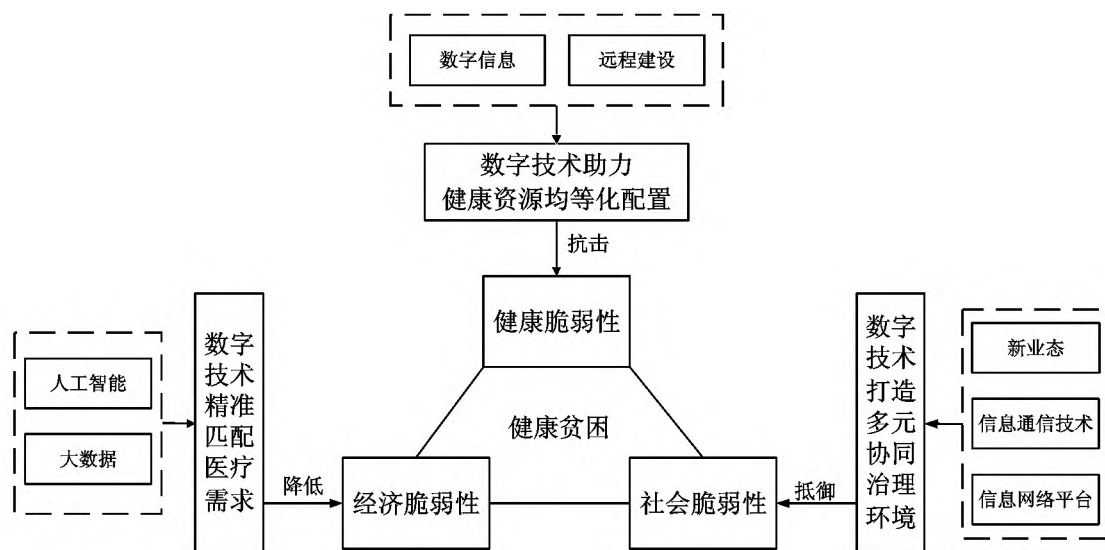 数字信息
远程建设
数字技术助力
健康资源均等化配置
抗击
健康脆弱性
健康贫困
经济脆弱性
社会脆弱性
人工智能
大数据
数字
技术
精准
匹配
医疗
需求
降低
抵御
数字
技术
打造
多元
协同
治理
环境
新业态
信息通信技术
信息网络平台